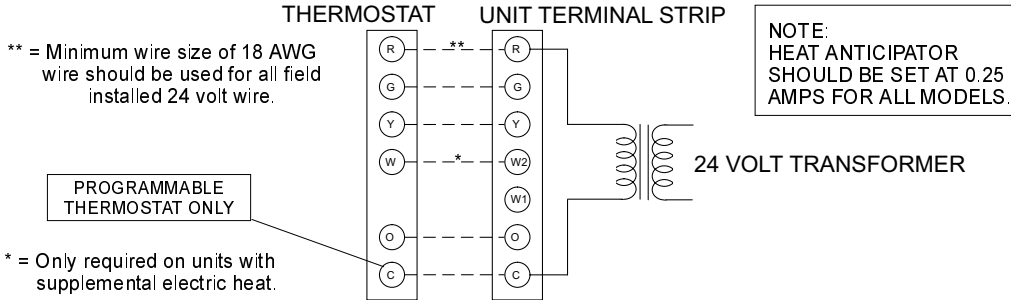 THERMOSTAT
UNIT TERMINAL STRIP
** = Minimum wire size of 18 AWG
wire should be used for all field
installed 24 volt wire.
NOTE:
HEAT ANTICIPATOR
SHOULD BE SET AT 0.25
AMPS FOR ALL MODELS.
R ** R
G G
Y Y
W * W2
W1
O O
C C
24 VOLT TRANSFORMER
PROGRAMMABLE
THERMOSTAT ONLY
* = Only required on units with
supplemental electric heat.